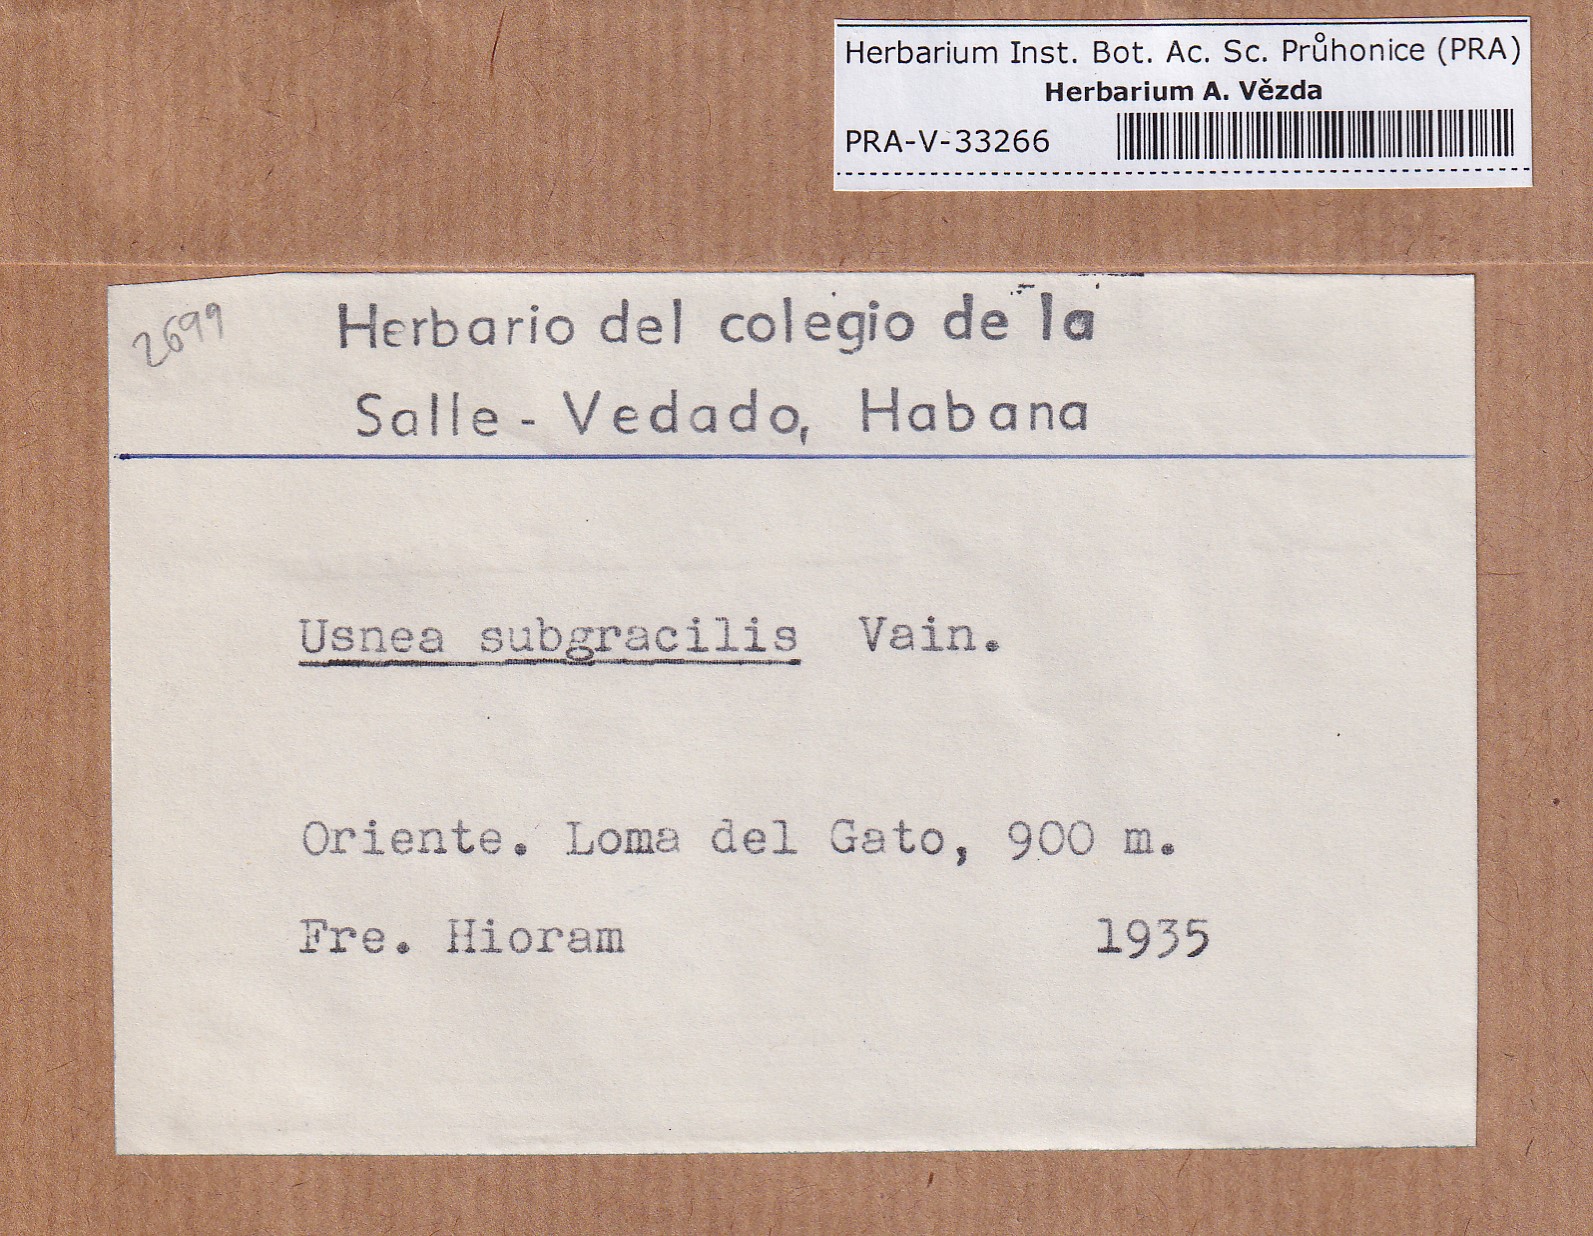 Herbarium Inst. Bot. Ac. Sc. Průhonice (PRA)
Herbarium A. Vězda
PRA-V-33266
2699
Herbario del colegio de la
Salle - Vedado, Habana
Usnea subgracilis Vain.
Oriente. Loma del Gato, 900 m.
Fre. Hioram 1935